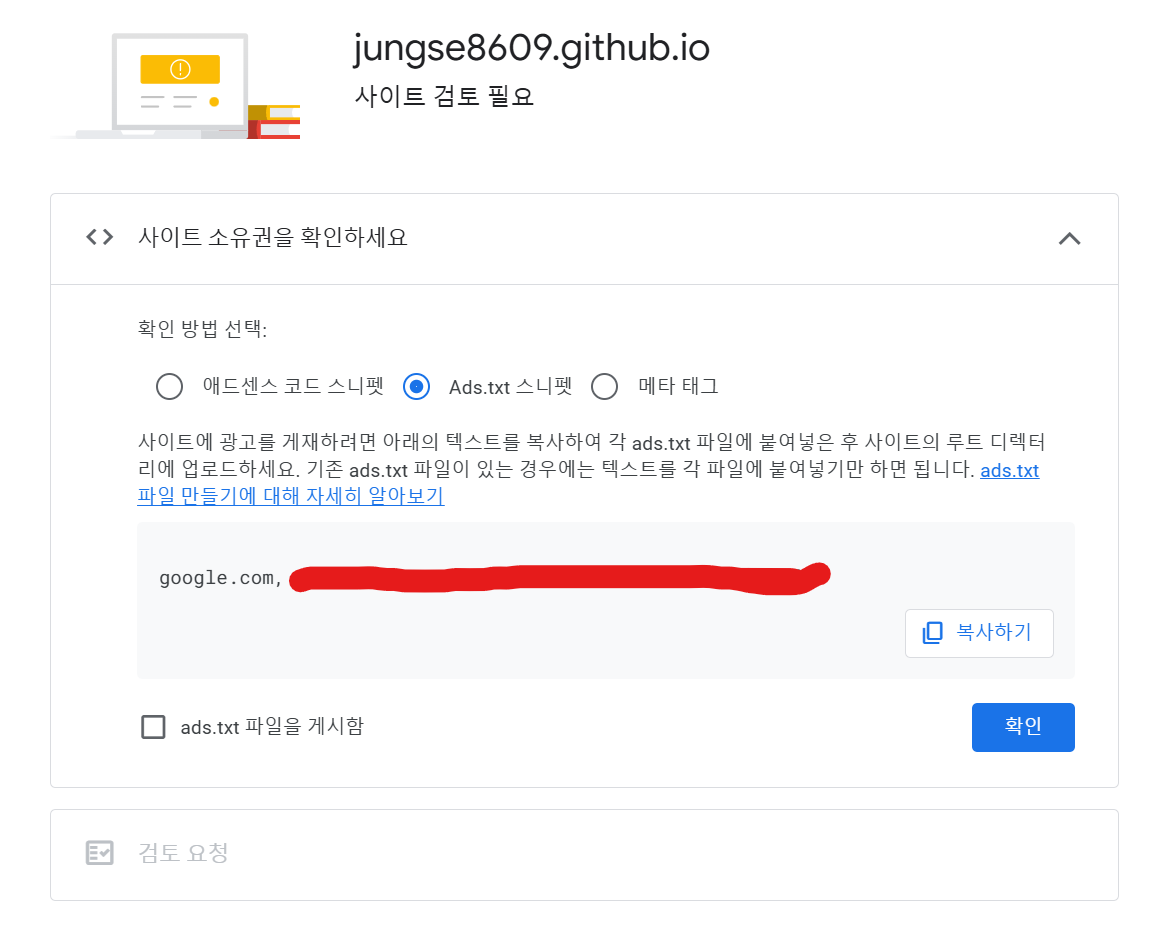 jungse8609.github.io
사이트 검토 필요
사이트 소유권을 확인하세요
확인 방법 선택:
애드센스 코드 스니펫 Ads.txt 스니펫 메타 태그
사이트에 광고를 게재하려면 아래의 텍스트를 복사하여 각 ads.txt 파일에 붙여넣은 후 사이트의 루트 디렉터
리에 업로드하세요. 기존 ads.txt 파일이 있는 경우에는 텍스트를 각 파일에 붙여넣기만 하면 됩니다. ads.txt
파일 만들기에 대해 자세히 알아보기
google.com,
복사하기
ads.txt 파일을 게시함
확인
검토 요청